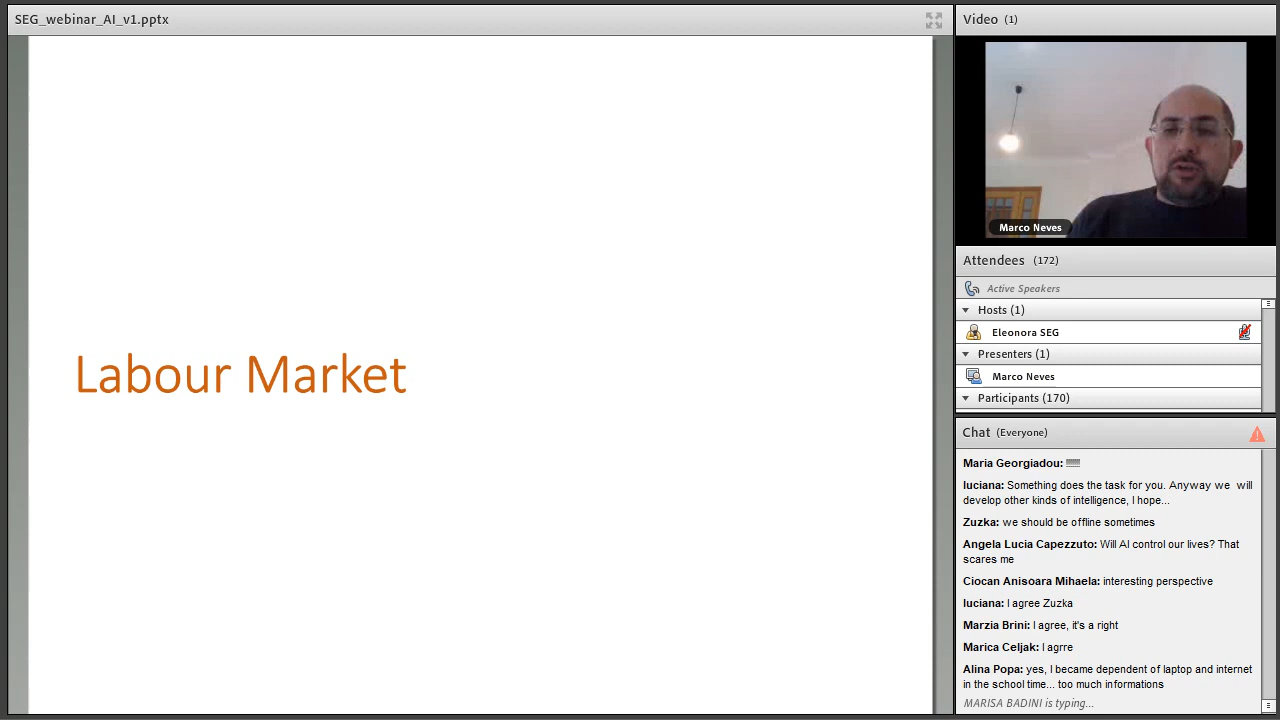 SEG_webinar_AI_v1.pptx
Labour Market
Video (1)
Marco Neves
Attendees (172)
Active Speakers
Hosts (1)
Eleonora SEG
Presenters (1)
Marco Neves
Participants (170)
Chat (Everyone)
Maria Georgiadou:
luciana: Something does the task for you. Anyway we will
develop other kinds of intelligence, I hope...
Zuzka: we should be offline sometimes
Angela Lucia Capezzuto: Will AI control our lives? That
scares me
Ciocan Anisoara Mihaela: interesting perspective
luciana: I agree Zuzka
Marzia Brini: I agree, it's a right
Marica Celjak: I agrre
Alina Popa: yes, I became dependent of laptop and internet
in the school time... too much informations
MARISA BADINI is typing...